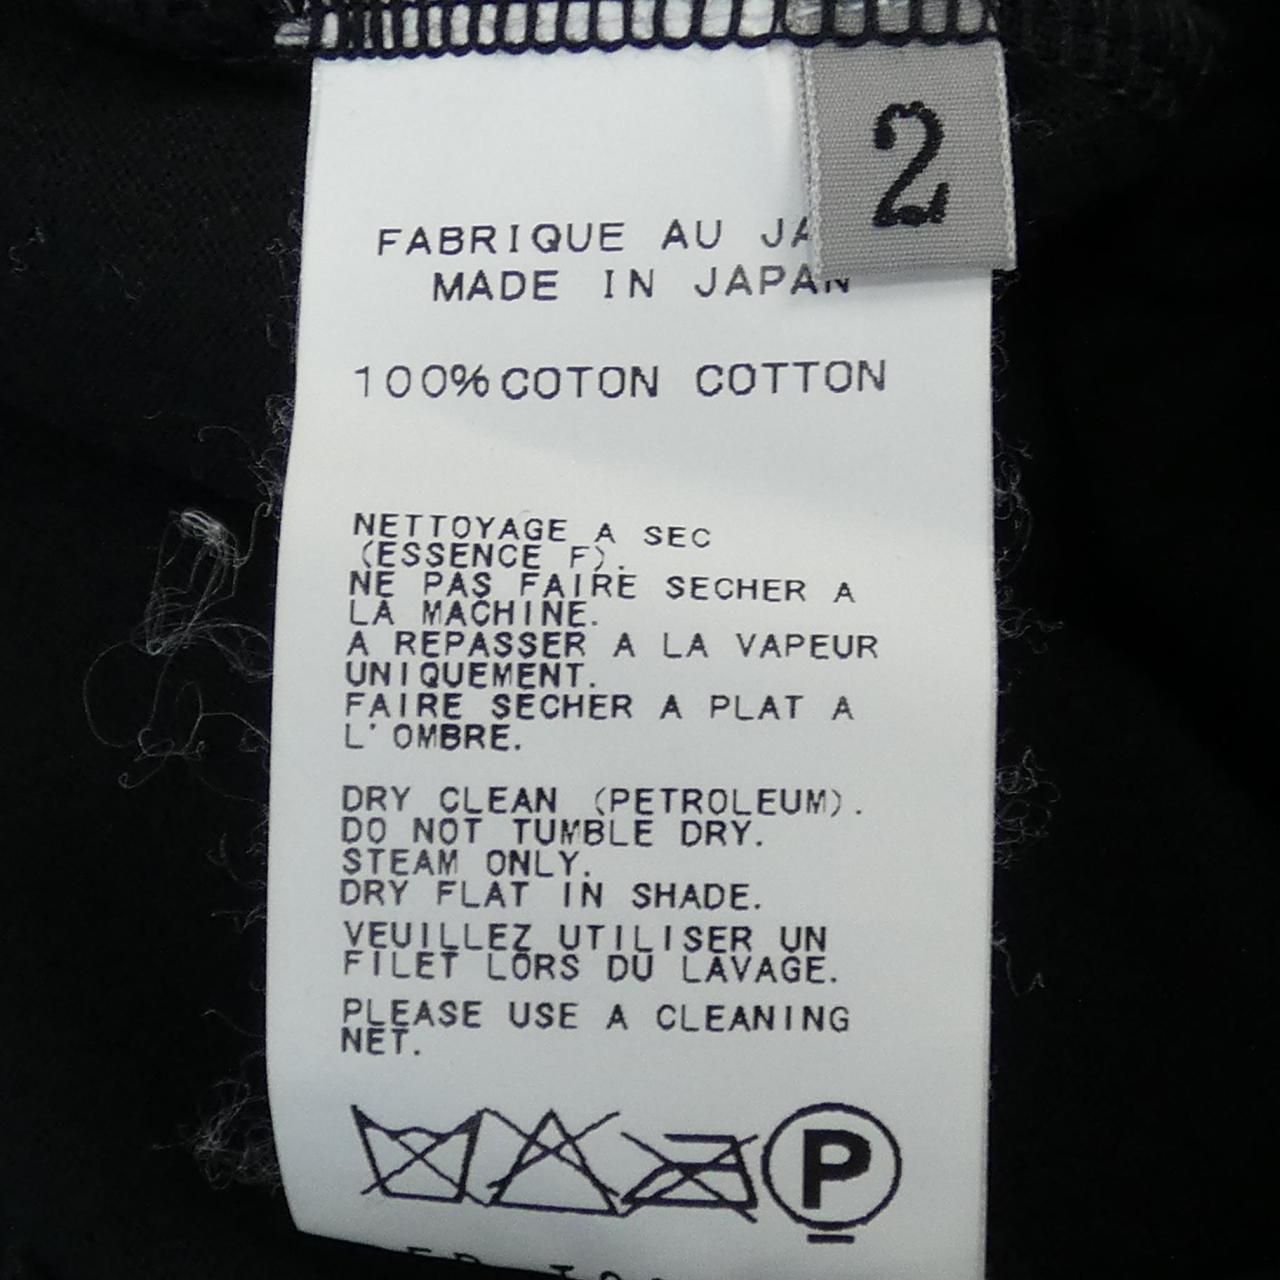 2
FABRIQUE AU
MADE IN JAPAN
100% COTON COTTON
NETTOYAGE A SEC
(ESSENCE F).
NE PAS FAIRE SECHER A
LA MACHINE.
A REPASSER A LA VAPEUR
UNIQUEMENT.
FAIRE SECHER A PLAT A
L'OMBRE.
DRY CLEAN (PETROLEUM).
DO NOT TUMBLE DRY.
STEAM ONLY.
DRY FLAT IN SHADE.
VEUILLEZ UTILISER UN
FILET LORS DU LAVAGE.
PLEASE USE A CLEANING
NET.
P